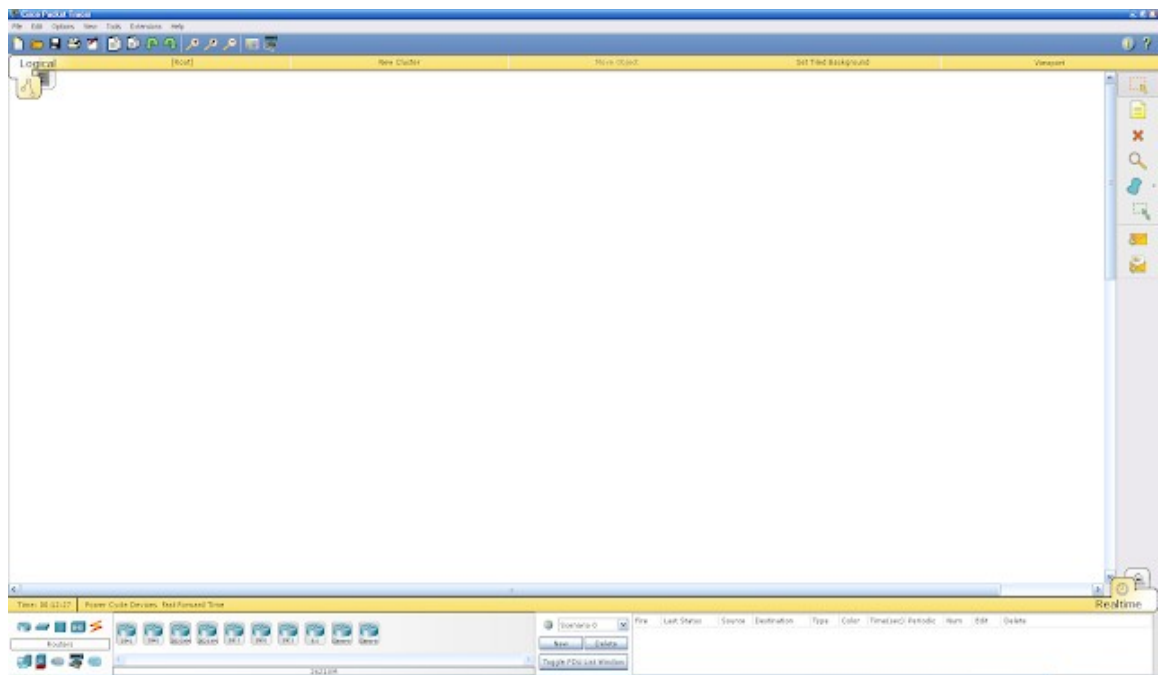 Cisco Packet Tracer
File Edit Options View Tools Extensions Help
Logical [Root] New Cluster Move Object Set Tiled Background Viewport
Time: 00:12:27 Power Cycle Devices Fast Forward Time Realtime
Scenario 0 Fire Last Status Source Destination Type Color Time(sec) Periodic Num Edit Delete
Routers
New Delete
Toggle PDU List Window
2621XM